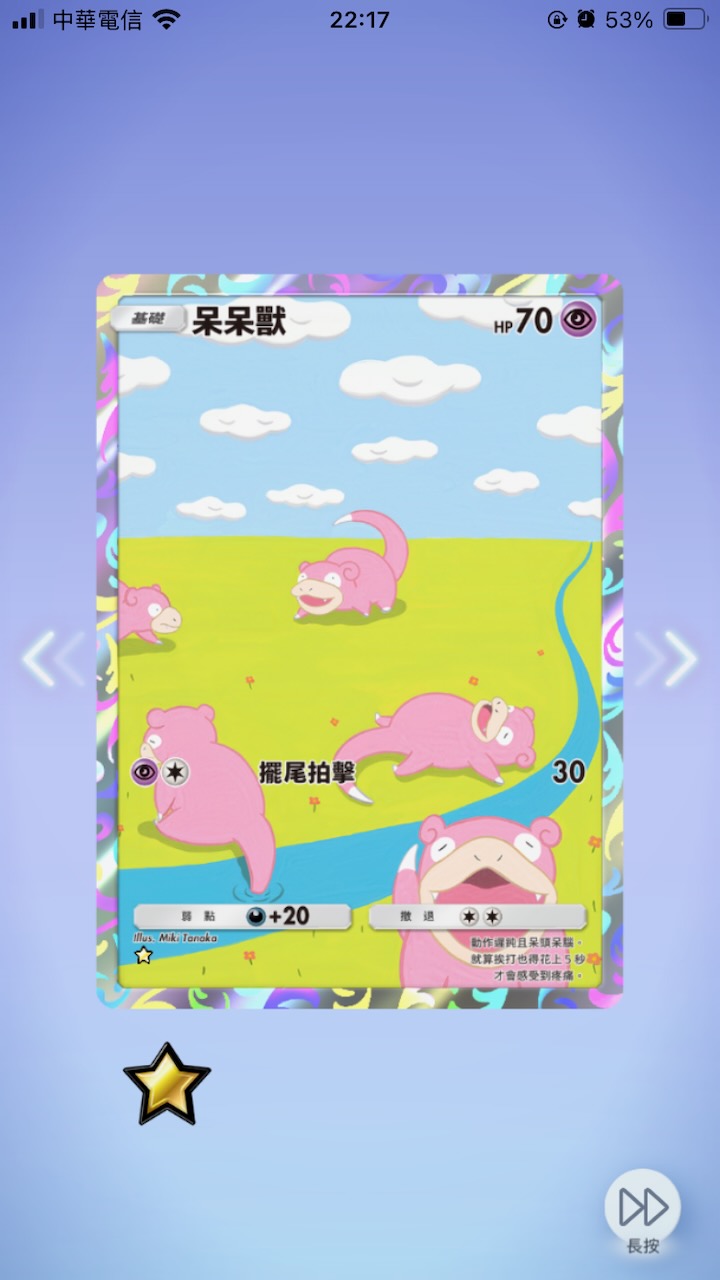 中華電信 22:17 53%
基礎 呆呆獸 HP 70
擺尾拍擊 30
弱點 +20 撤退
Illus. Miki Tanaka
動作遲鈍且呆頭呆腦。
就算挨打也得花上5秒
才會感受到疼痛。
長按